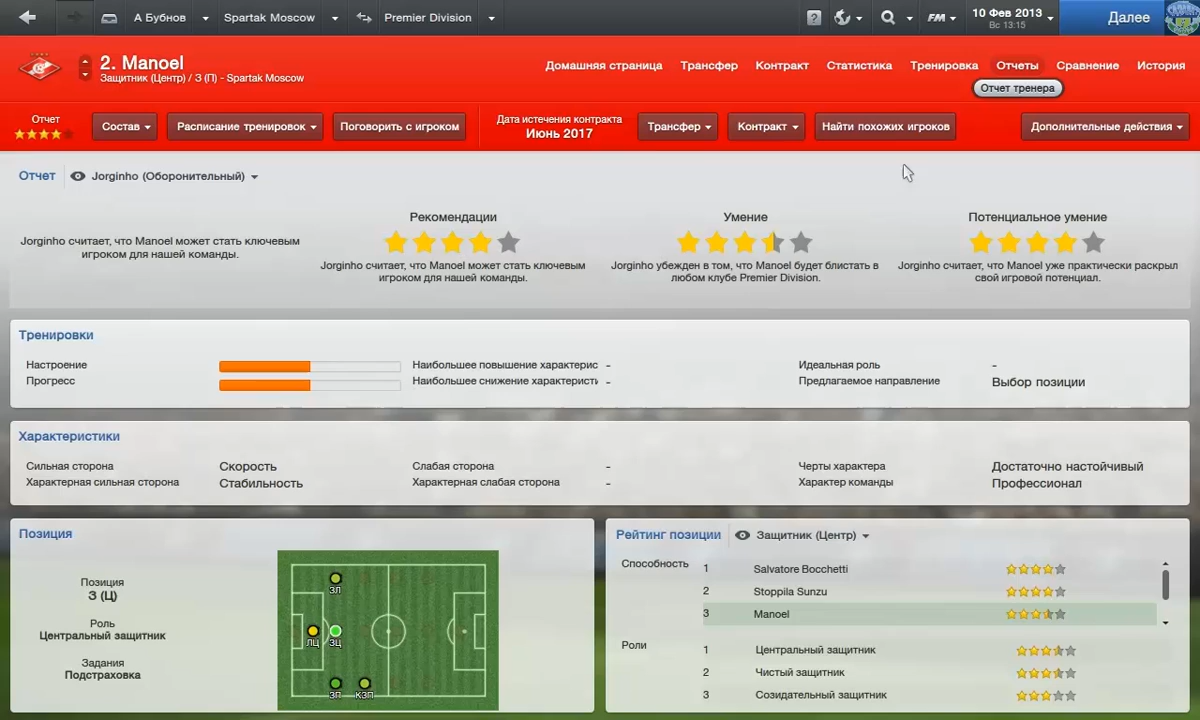 А Бубнов
Spartak Moscow
Premier Division
?
FM
10 Фев 2013
Вс 13:15
Далее
2. Manoel
Защитник (Центр) / З (П) - Spartak Moscow
Домашняя страница
Трансфер
Контракт
Статистика
Тренировка
Отчеты
Сравнение
История
Отчет тренера
Отчет
Состав
Расписание тренировок
Поговорить с игроком
Дата истечения контракта
Июнь 2017
Трансфер
Контракт
Найти похожих игроков
Дополнительные действия
Отчет
Jorginho (Оборонительный)
Jorginho считает, что Manoel может стать ключевым
игроком для нашей команды.
Рекомендации
Jorginho считает, что Manoel может стать ключевым
игроком для нашей команды.
Умение
Jorginho убежден в том, что Manoel будет блистать в
любом клубе Premier Division.
Потенциальное умение
Jorginho считает, что Manoel уже практически раскрыл
свой игровой потенциал.
Тренировки
Настроение
Прогресс
Наибольшее повышение характерис -
Наибольшее снижение характеристи -
Идеальная роль -
Предлагаемое направление Выбор позиции
Характеристики
Сильная сторона Скорость
Характерная сильная сторона Стабильность
Слабая сторона -
Характерная слабая сторона -
Черты характера Достаточно настойчивый
Характер команды Профессионал
Позиция
Позиция
З (Ц)
Роль
Центральный защитник
Задания
Подстраховка
ЗЛ
ЛЦ
ЗЦ
ЗП
КЗП
Рейтинг позиции
Защитник (Центр)
Способность
1 Salvatore Bocchetti
2 Stoppila Sunzu
3 Manoel
Роли
1 Центральный защитник
2 Чистый защитник
3 Созидательный защитник